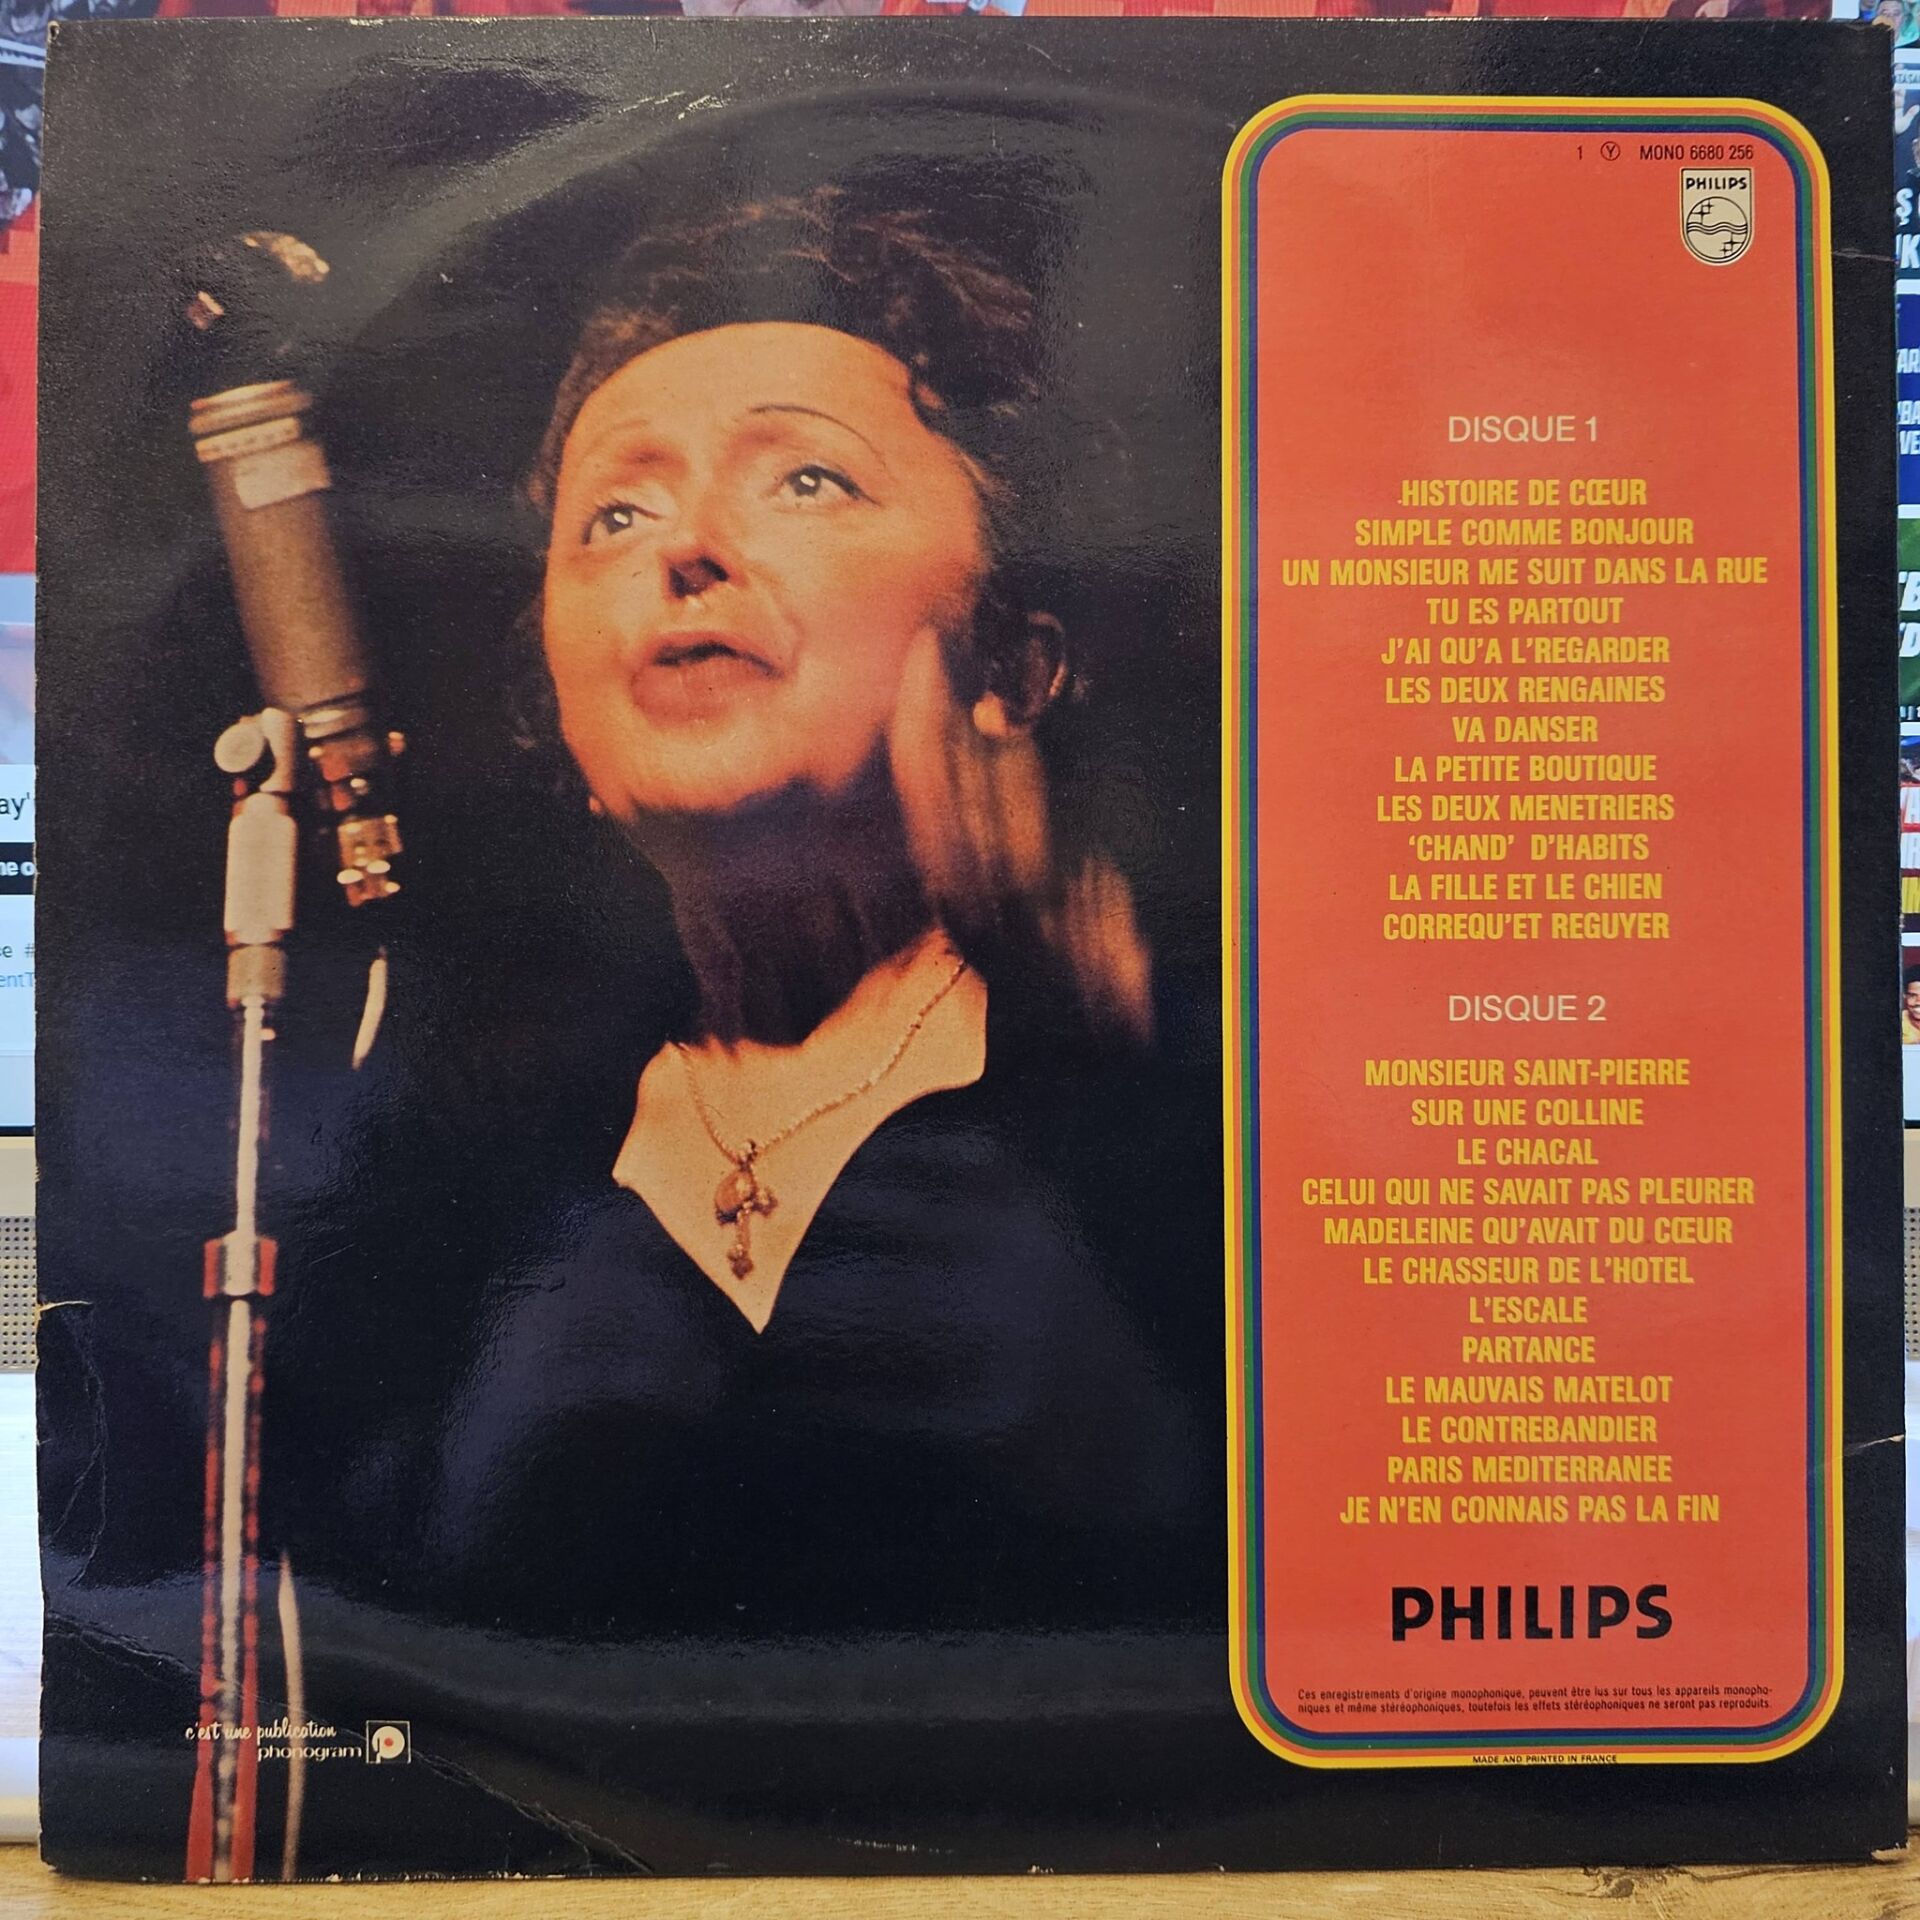 1 Ⓨ MONO 6680 256
PHILIPS
DISQUE 1
HISTOIRE DE CŒUR
SIMPLE COMME BONJOUR
UN MONSIEUR ME SUIT DANS LA RUE
TU ES PARTOUT
J'AI QU'A L'REGARDER
LES DEUX RENGAINES
VA DANSER
LA PETITE BOUTIQUE
LES DEUX MENETRIERS
'CHAND' D'HABITS
LA FILLE ET LE CHIEN
CORREQU'ET REGUYER
DISQUE 2
MONSIEUR SAINT-PIERRE
SUR UNE COLLINE
LE CHACAL
CELUI QUI NE SAVAIT PAS PLEURER
MADELEINE QU'AVAIT DU CŒUR
LE CHASSEUR DE L'HOTEL
L'ESCALE
PARTANCE
LE MAUVAIS MATELOT
LE CONTREBANDIER
PARIS MEDITERRANEE
JE N'EN CONNAIS PAS LA FIN
PHILIPS
Ces enregistrements d'origine monophonique, peuvent être lus sur tous les appareils monopho-
niques et même stéréophoniques, toutefois les effets stéréophoniques ne seront pas reproduits.
MADE AND PRINTED IN FRANCE
c'est une publication
phonogram